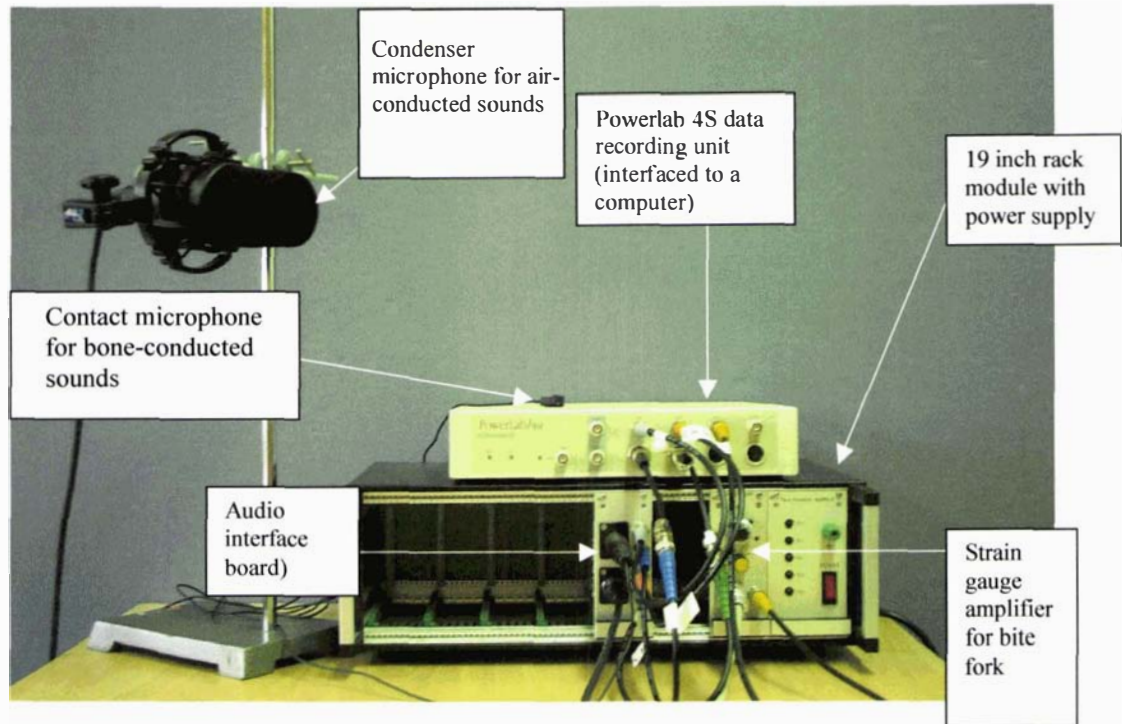 Condenser
microphone for air-
conducted sounds
Powerlab 4S data
recording unit
(interfaced to a
computer)
19 inch rack
module with
power supply
Contact microphone
for bone-conducted
sounds
PowerLab/4s
Audio
interface
board)
Strain
gauge
amplifier
for bite
fork